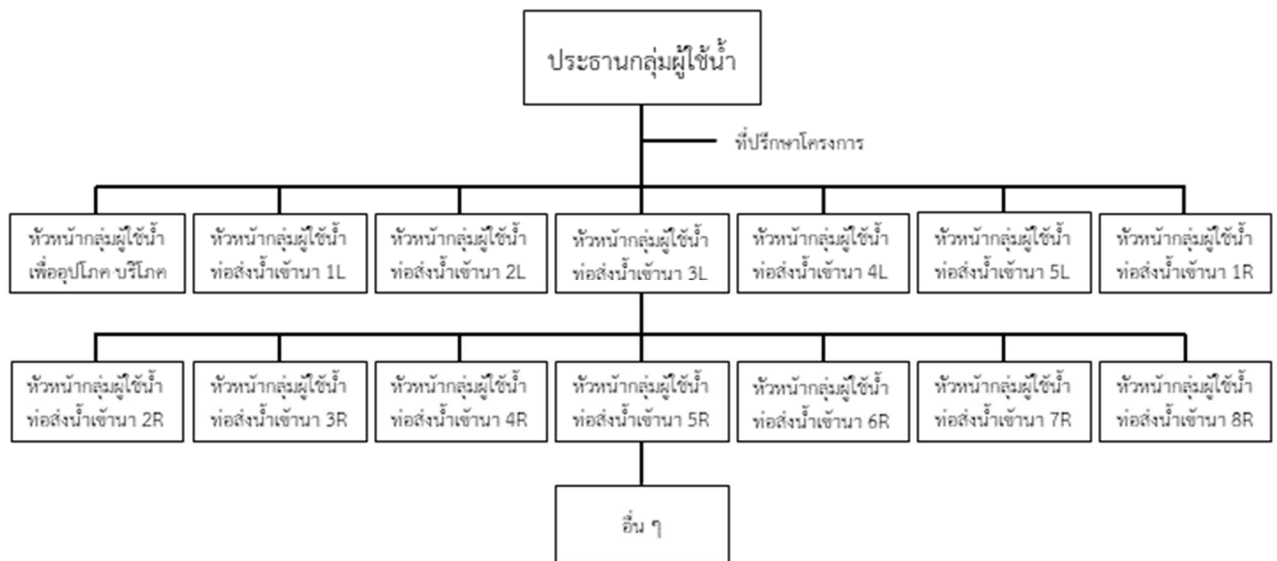 ประธานกลุ่มผู้ใช้น้ำ
ที่ปรึกษาโครงการ
หัวหน้ากลุ่มผู้ใช้น้ำ
เพื่ออุปโภค บริโภค
หัวหน้ากลุ่มผู้ใช้น้ำ
ท่อส่งน้ำเข้านา 1L
หัวหน้ากลุ่มผู้ใช้น้ำ
ท่อส่งน้ำเข้านา 2L
หัวหน้ากลุ่มผู้ใช้น้ำ
ท่อส่งน้ำเข้านา 3L
หัวหน้ากลุ่มผู้ใช้น้ำ
ท่อส่งน้ำเข้านา 4L
หัวหน้ากลุ่มผู้ใช้น้ำ
ท่อส่งน้ำเข้านา 5L
หัวหน้ากลุ่มผู้ใช้น้ำ
ท่อส่งน้ำเข้านา 1R
หัวหน้ากลุ่มผู้ใช้น้ำ
ท่อส่งน้ำเข้านา 2R
หัวหน้ากลุ่มผู้ใช้น้ำ
ท่อส่งน้ำเข้านา 3R
หัวหน้ากลุ่มผู้ใช้น้ำ
ท่อส่งน้ำเข้านา 4R
หัวหน้ากลุ่มผู้ใช้น้ำ
ท่อส่งน้ำเข้านา 5R
หัวหน้ากลุ่มผู้ใช้น้ำ
ท่อส่งน้ำเข้านา 6R
หัวหน้ากลุ่มผู้ใช้น้ำ
ท่อส่งน้ำเข้านา 7R
หัวหน้ากลุ่มผู้ใช้น้ำ
ท่อส่งน้ำเข้านา 8R
อื่น ๆ